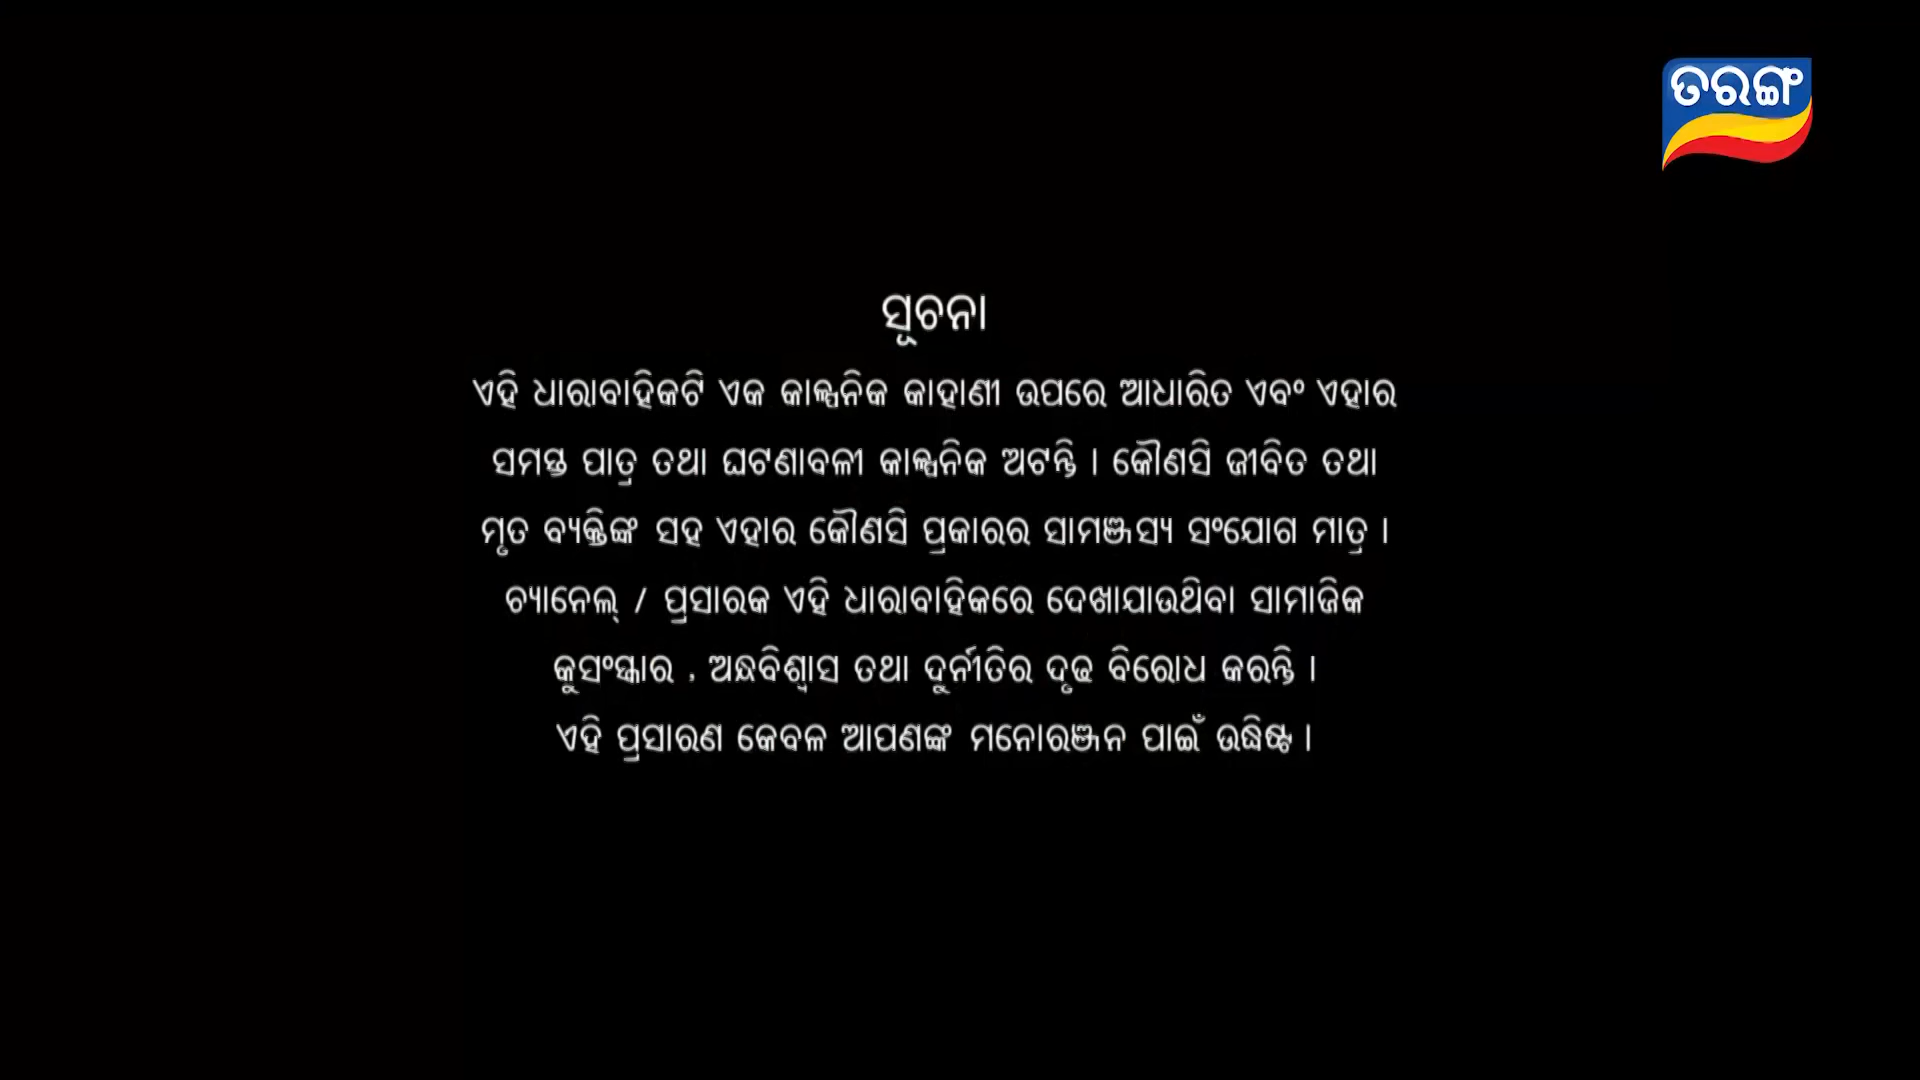 ତରଙ୍ଗ
ସୂଚନା
ଏହି ଧାରାବାହିକଟି ଏକ କାଳ୍ପନିକ କାହାଣୀ ଉପରେ ଆଧାରିତ ଏବଂ ଏହାର
ସମସ୍ତ ପାତ୍ର ତଥା ଘଟଣାବଳୀ କାଳ୍ପନିକ ଅଟନ୍ତି । କୌଣସି ଜୀବିତ ତଥା
ମୃତ ବ୍ୟକ୍ତିଙ୍କ ସହ ଏହାର କୌଣସି ପ୍ରକାରର ସାମଞ୍ଜସ୍ୟ ସଂଯୋଗ ମାତ୍ର ।
ଚ୍ୟାନେଲ୍ / ପ୍ରସାରକ ଏହି ଧାରାବାହିକରେ ଦେଖାଯାଉଥିବା ସାମାଜିକ
କୁସଂସ୍କାର , ଅନ୍ଧବିଶ୍ୱାସ ତଥା ଦୁର୍ନୀତିର ଦୃଢ ବିରୋଧ କରନ୍ତି ।
ଏହି ପ୍ରସାରଣ କେବଳ ଆପଣଙ୍କ ମନୋରଞ୍ଜନ ପାଇଁ ଉଦ୍ଧିଷ୍ଟ ।